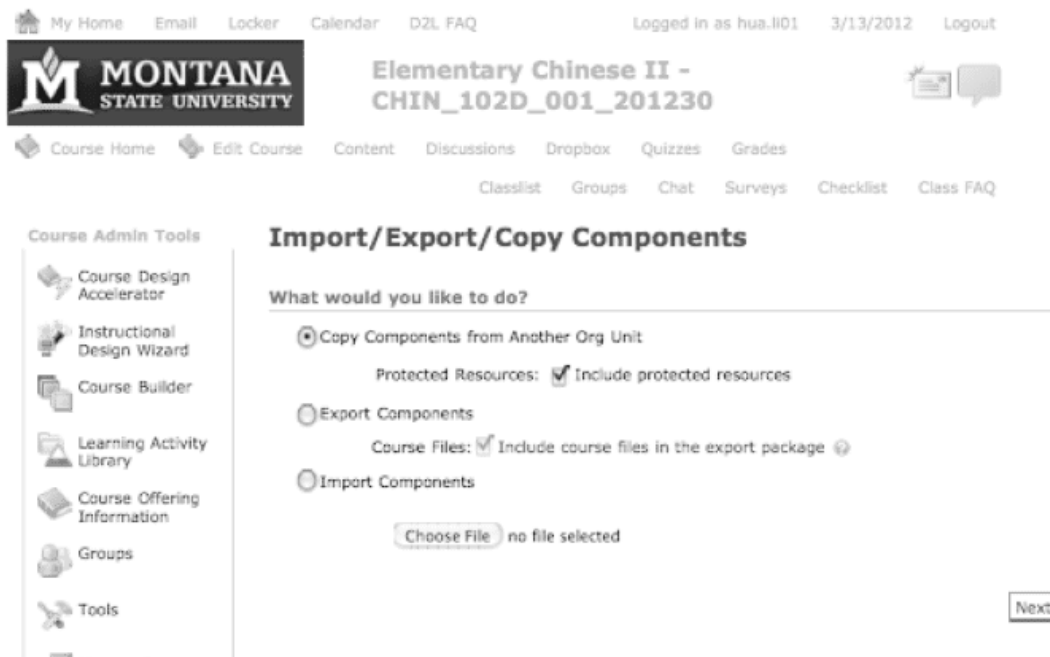 My Home Email Locker Calendar D2L FAQ Logged in as hua.li01 3/13/2012 Logout
MONTANA
STATE UNIVERSITY
Elementary Chinese II -
CHIN_102D_001_201230
Course Home Edit Course Content Discussions Dropbox Quizzes Grades
Classlist Groups Chat Surveys Checklist Class FAQ
Course Admin Tools
Course Design
Accelerator
Instructional
Design Wizard
Course Builder
Learning Activity
Library
Course Offering
Information
Groups
Tools
Import/Export/Copy Components
What would you like to do?
Copy Components from Another Org Unit
Protected Resources: Include protected resources
Export Components
Course Files: Include course files in the export package
Import Components
Choose File no file selected
Next